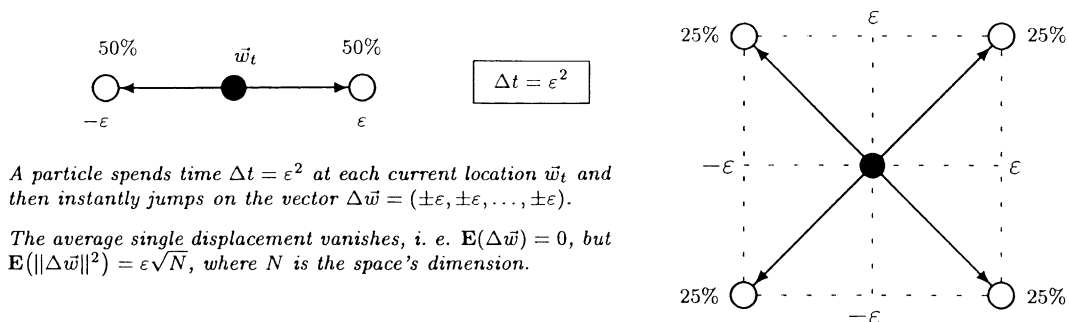 50% 50%
w⃗ₜ
−ε ε
Δt = ε²
A particle spends time Δt = ε² at each current location w⃗ₜ and
then instantly jumps on the vector Δw⃗ = (±ε, ±ε, ..., ±ε).
The average single displacement vanishes, i. e. E(Δw⃗) = 0, but
E(‖Δw⃗‖²) = ε√N, where N is the space's dimension.
ε
25% 25%
−ε ε
25% 25%
−ε